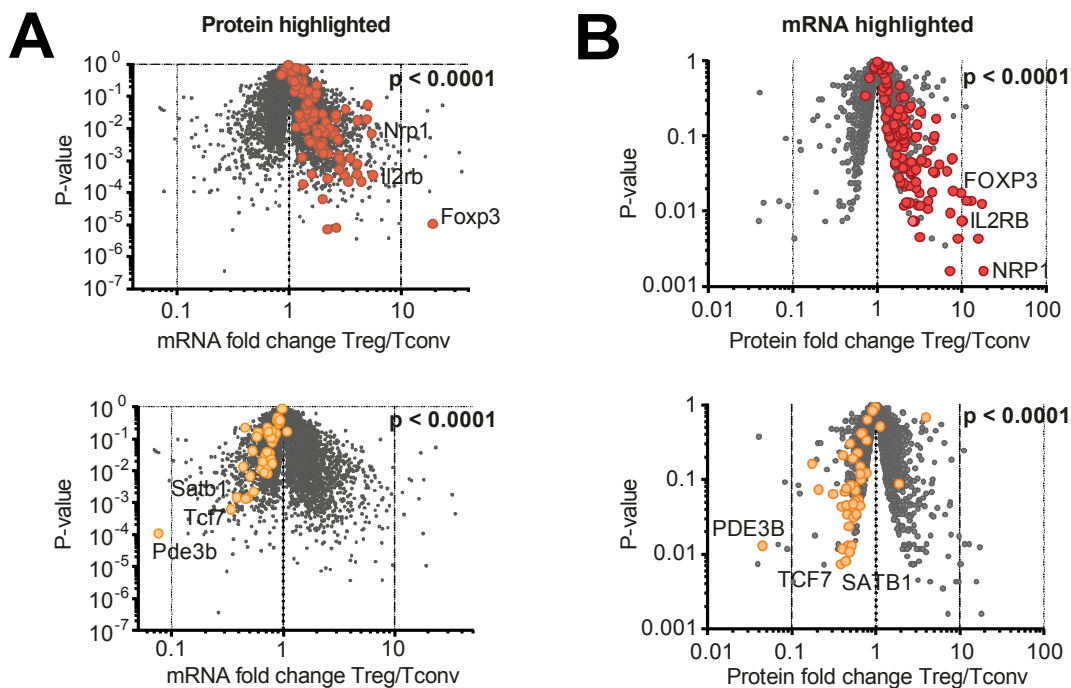 A
Protein highlighted
P-value
10⁰
10⁻¹
10⁻²
10⁻³
10⁻⁴
10⁻⁵
10⁻⁶
10⁻⁷
p < 0.0001
Nrp1
Il2rb
Foxp3
0.1 1 10
mRNA fold change Treg/Tconv
B
mRNA highlighted
P-value
1
0.1
0.01
0.001
p < 0.0001
FOXP3
IL2RB
NRP1
0.01 0.1 1 10 100
Protein fold change Treg/Tconv
P-value
10⁰
10⁻¹
10⁻²
10⁻³
10⁻⁴
10⁻⁵
10⁻⁶
10⁻⁷
p < 0.0001
Satb1
Tcf7
Pde3b
0.1 1 10
mRNA fold change Treg/Tconv
P-value
1
0.1
0.01
0.001
p < 0.0001
PDE3B
TCF7 SATB1
0.01 0.1 1 10 100
Protein fold change Treg/Tconv